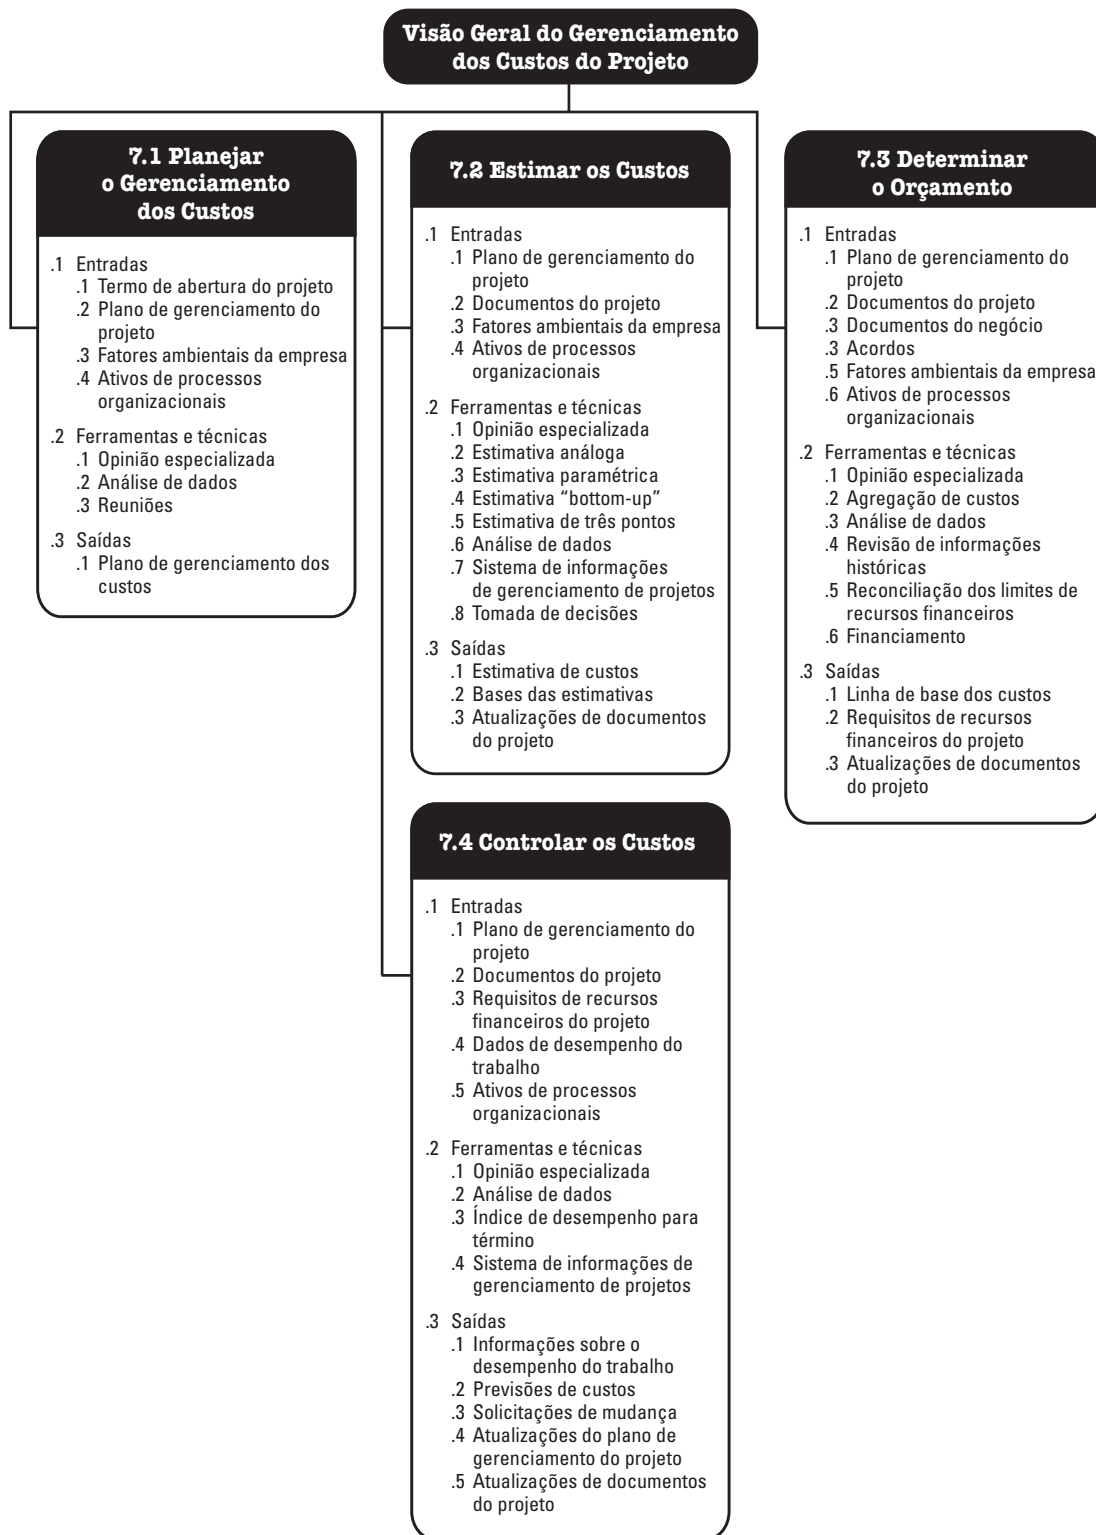 Visão Geral do Gerenciamento
dos Custos do Projeto
7.1 Planejar
o Gerenciamento
dos Custos
.1 Entradas
.1 Termo de abertura do projeto
.2 Plano de gerenciamento do
projeto
.3 Fatores ambientais da empresa
.4 Ativos de processos
organizacionais
.2 Ferramentas e técnicas
.1 Opinião especializada
.2 Análise de dados
.3 Reuniões
.3 Saídas
.1 Plano de gerenciamento dos
custos
7.2 Estimar os Custos
.1 Entradas
.1 Plano de gerenciamento do
projeto
.2 Documentos do projeto
.3 Fatores ambientais da empresa
.4 Ativos de processos
organizacionais
.2 Ferramentas e técnicas
.1 Opinião especializada
.2 Estimativa análoga
.3 Estimativa paramétrica
.4 Estimativa “bottom-up”
.5 Estimativa de três pontos
.6 Análise de dados
.7 Sistema de informações
de gerenciamento de projetos
.8 Tomada de decisões
.3 Saídas
.1 Estimativa de custos
.2 Bases das estimativas
.3 Atualizações de documentos
do projeto
7.3 Determinar
o Orçamento
.1 Entradas
.1 Plano de gerenciamento do
projeto
.2 Documentos do projeto
.3 Documentos do negócio
.3 Acordos
.5 Fatores ambientais da empresa
.6 Ativos de processos
organizacionais
.2 Ferramentas e técnicas
.1 Opinião especializada
.2 Agregação de custos
.3 Análise de dados
.4 Revisão de informações
históricas
.5 Reconciliação dos limites de
recursos financeiros
.6 Financiamento
.3 Saídas
.1 Linha de base dos custos
.2 Requisitos de recursos
financeiros do projeto
.3 Atualizações de documentos
do projeto
7.4 Controlar os Custos
.1 Entradas
.1 Plano de gerenciamento do
projeto
.2 Documentos do projeto
.3 Requisitos de recursos
financeiros do projeto
.4 Dados de desempenho do
trabalho
.5 Ativos de processos
organizacionais
.2 Ferramentas e técnicas
.1 Opinião especializada
.2 Análise de dados
.3 Índice de desempenho para
término
.4 Sistema de informações de
gerenciamento de projetos
.3 Saídas
.1 Informações sobre o
desempenho do trabalho
.2 Previsões de custos
.3 Solicitações de mudança
.4 Atualizações do plano de
gerenciamento do projeto
.5 Atualizações de documentos
do projeto